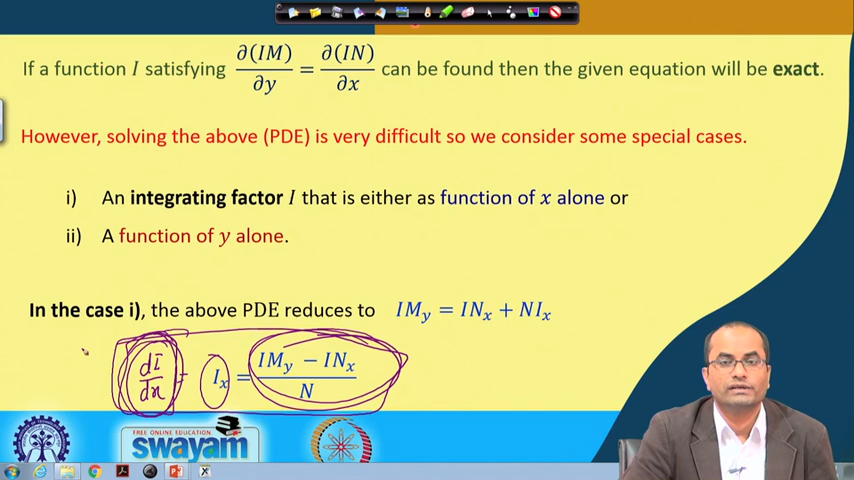 If a function I satisfying ∂(IM)/∂y = ∂(IN)/∂x can be found then the given equation will be exact.
However, solving the above (PDE) is very difficult so we consider some special cases.
i) An integrating factor I that is either as function of x alone or
ii) A function of y alone.
In the case i), the above PDE reduces to IM_y = IN_x + NI_x
dI/dx = I_x = (IM_y − IN_x)/N
FREE ONLINE EDUCATION
swayam